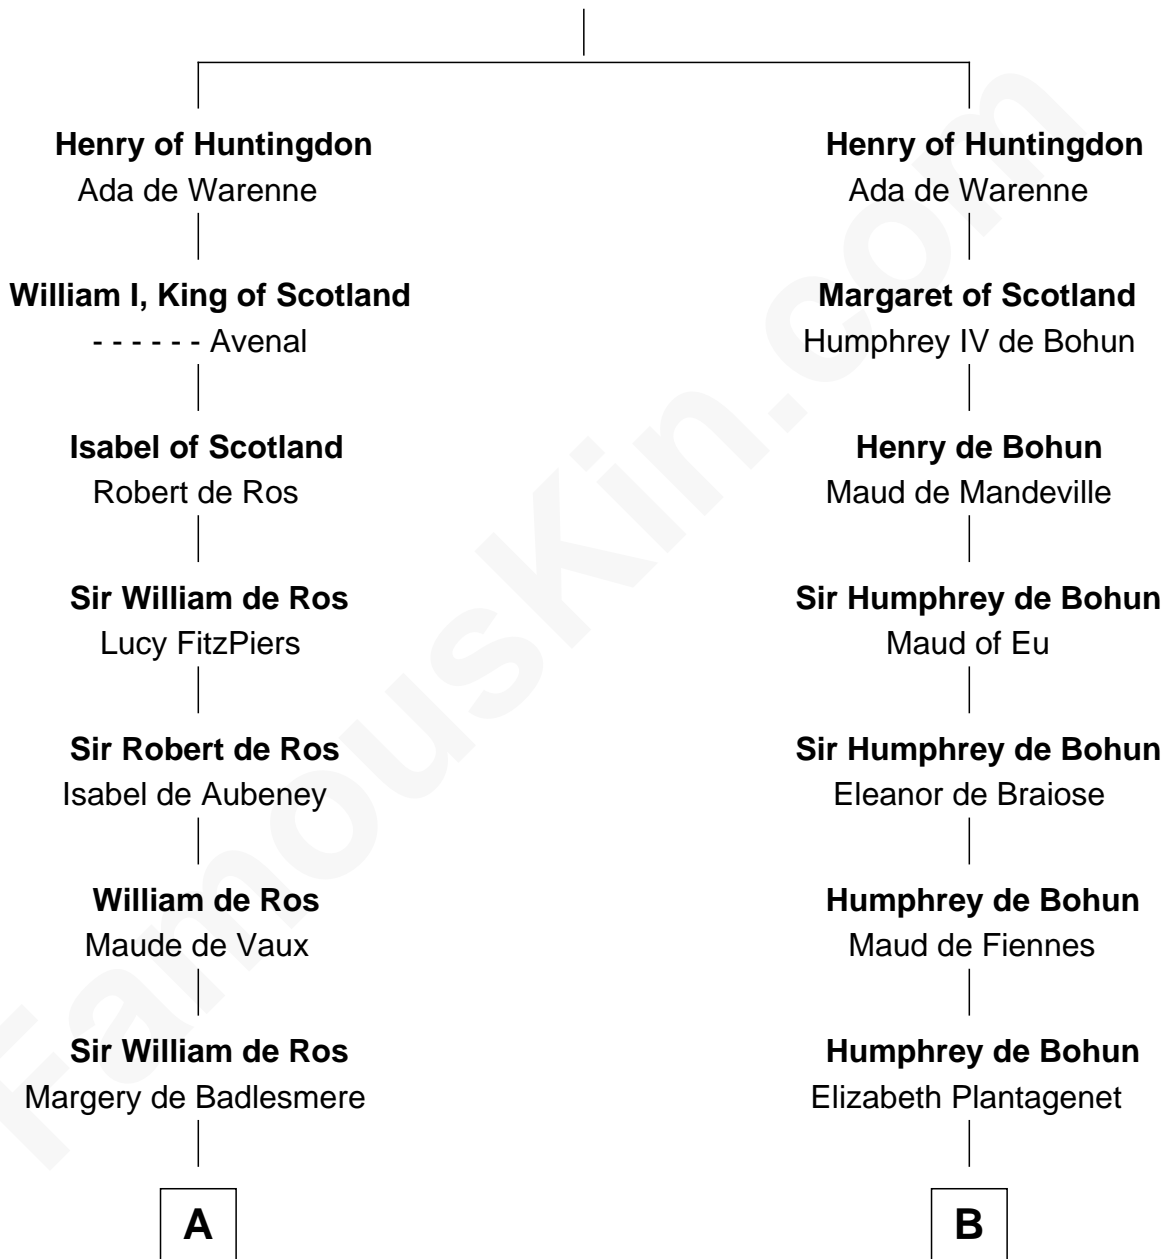 Henry of Huntingdon
Ada de Warenne
William I, King of Scotland
- - - - - - Avenal
Isabel of Scotland
Robert de Ros
Sir William de Ros
Lucy FitzPiers
Sir Robert de Ros
Isabel de Aubeney
William de Ros
Maude de Vaux
Sir William de Ros
Margery de Badlesmere
A
Henry of Huntingdon
Ada de Warenne
Margaret of Scotland
Humphrey IV de Bohun
Henry de Bohun
Maud de Mandeville
Sir Humphrey de Bohun
Maud of Eu
Sir Humphrey de Bohun
Eleanor de Braiose
Humphrey de Bohun
Maud de Fiennes
Humphrey de Bohun
Elizabeth Plantagenet
B
FamousKin.com